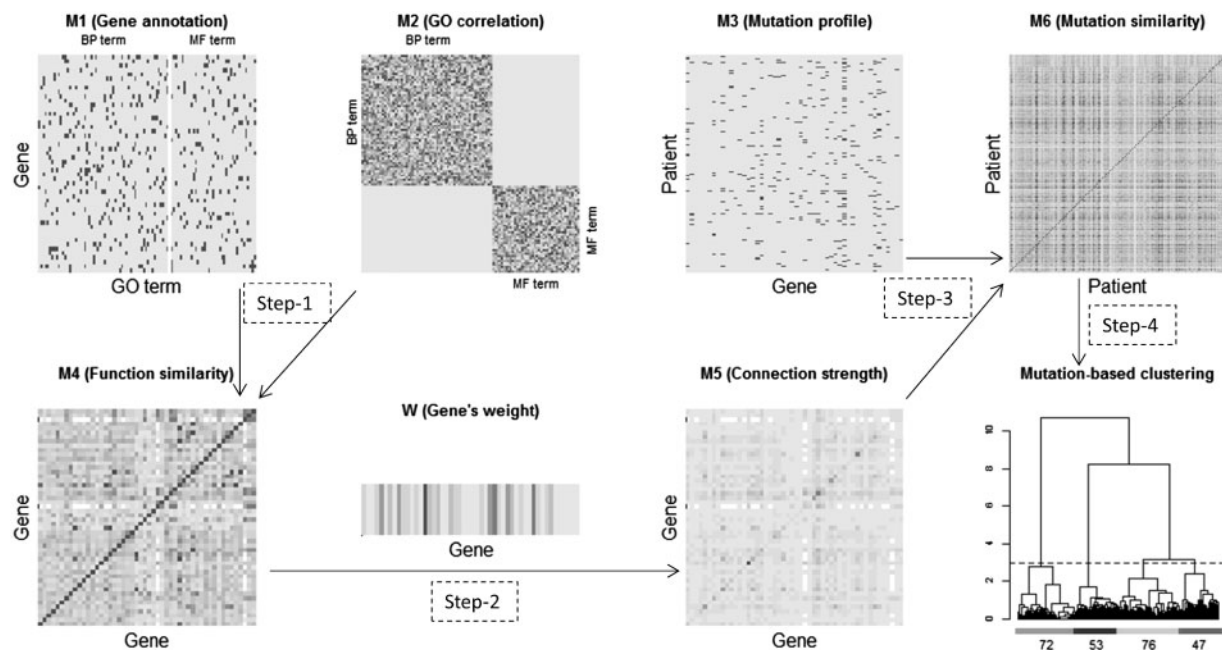 M1 (Gene annotation)
BP term MF term
Gene
GO term
M2 (GO correlation)
BP term
BP term
MF term
MF term
M3 (Mutation profile)
Patient
Gene
M6 (Mutation similarity)
Patient
Patient
Step-1
Step-3
Step-4
M4 (Function similarity)
Gene
Gene
W (Gene's weight)
Gene
Step-2
M5 (Connection strength)
Gene
Gene
Mutation-based clustering
10
8
6
4
2
0
72 53 76 47